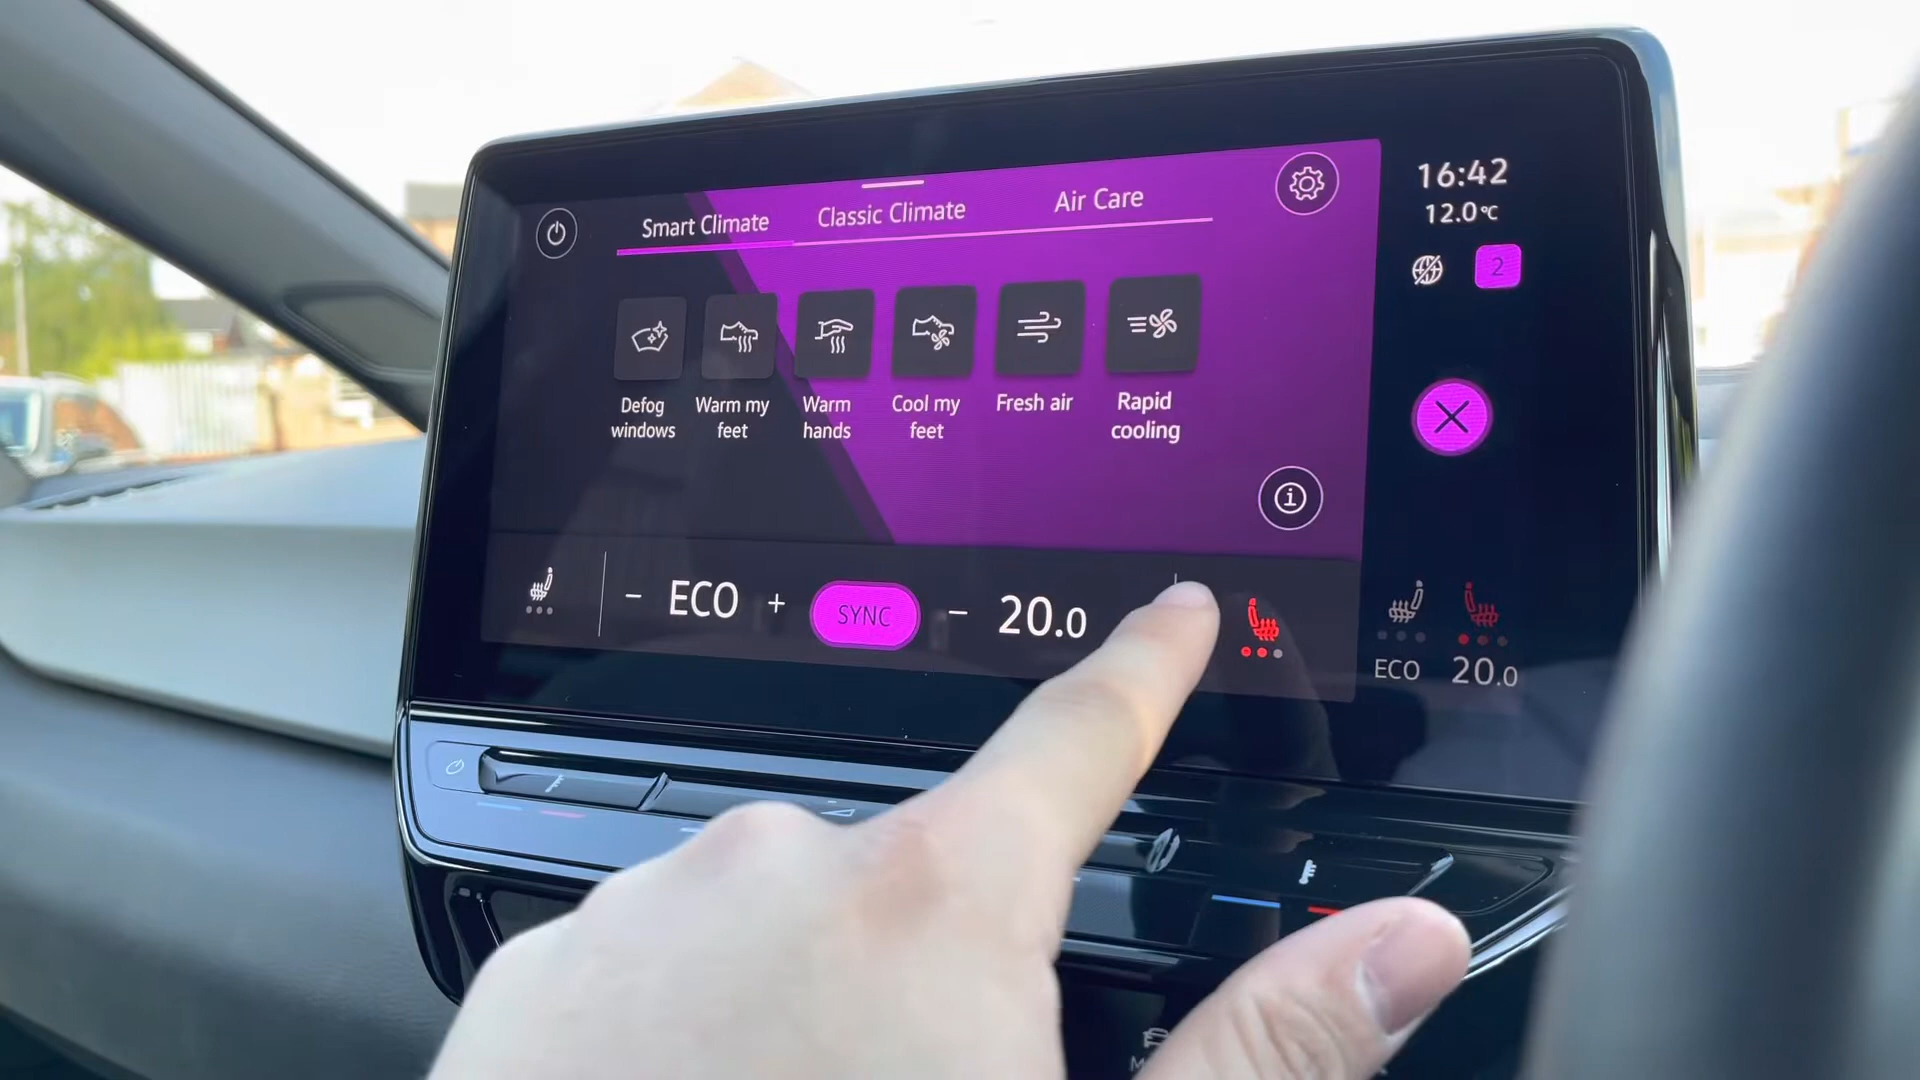 Smart Climate Classic Climate Air Care
16:42
12.0°C
2
Defog windows
Warm my feet
Warm hands
Cool my feet
Fresh air
Rapid cooling
i
- ECO + SYNC - 20.0
ECO 20.0